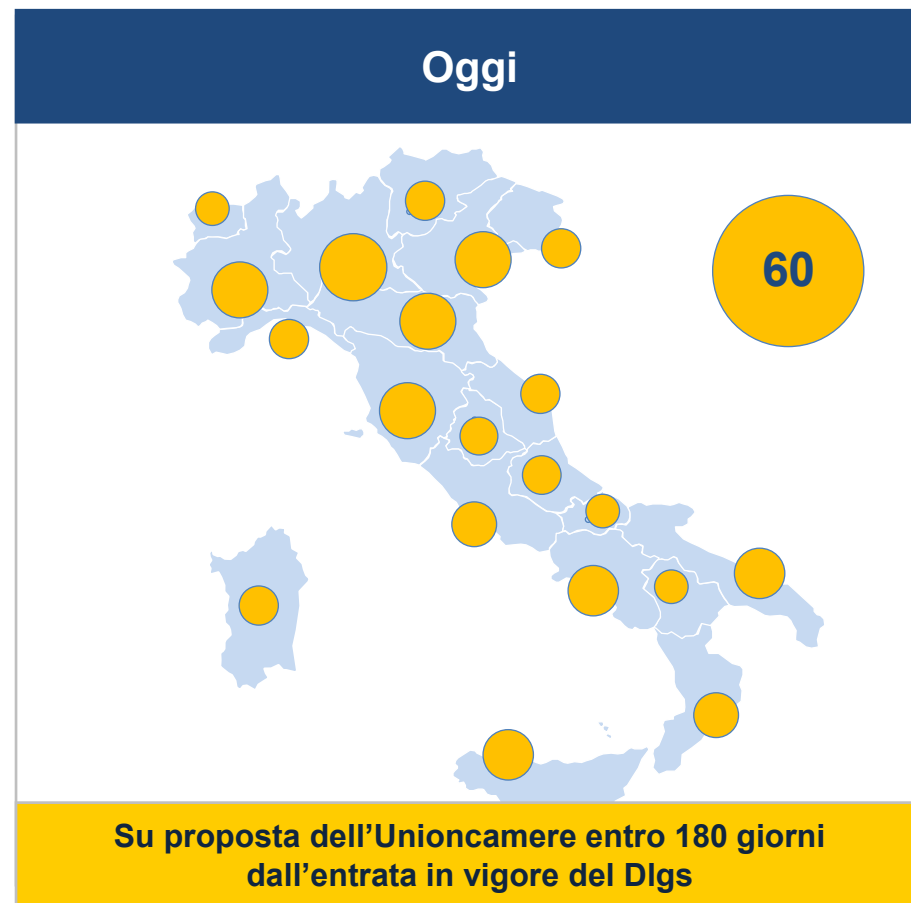 Oggi
60
Su proposta dell’Unioncamere entro 180 giorni
dall’entrata in vigore del Dlgs